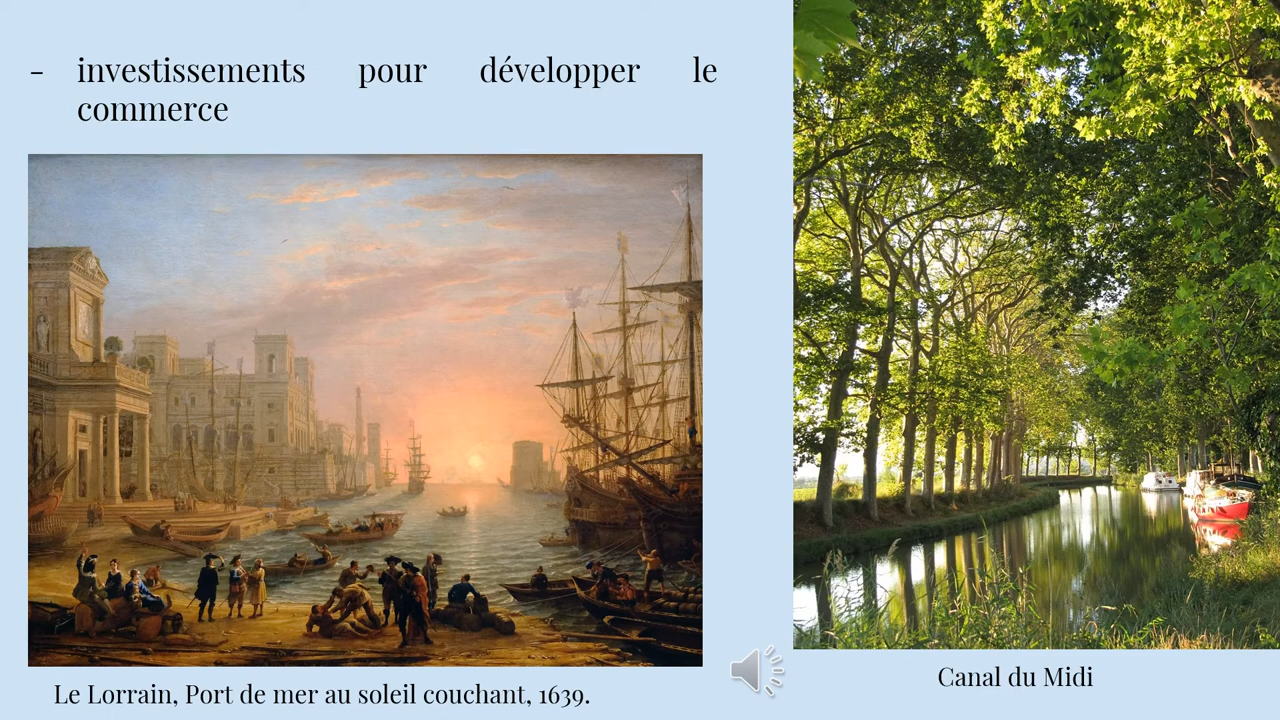 - investissements pour développer le
commerce
Le Lorrain, Port de mer au soleil couchant, 1639.
Canal du Midi